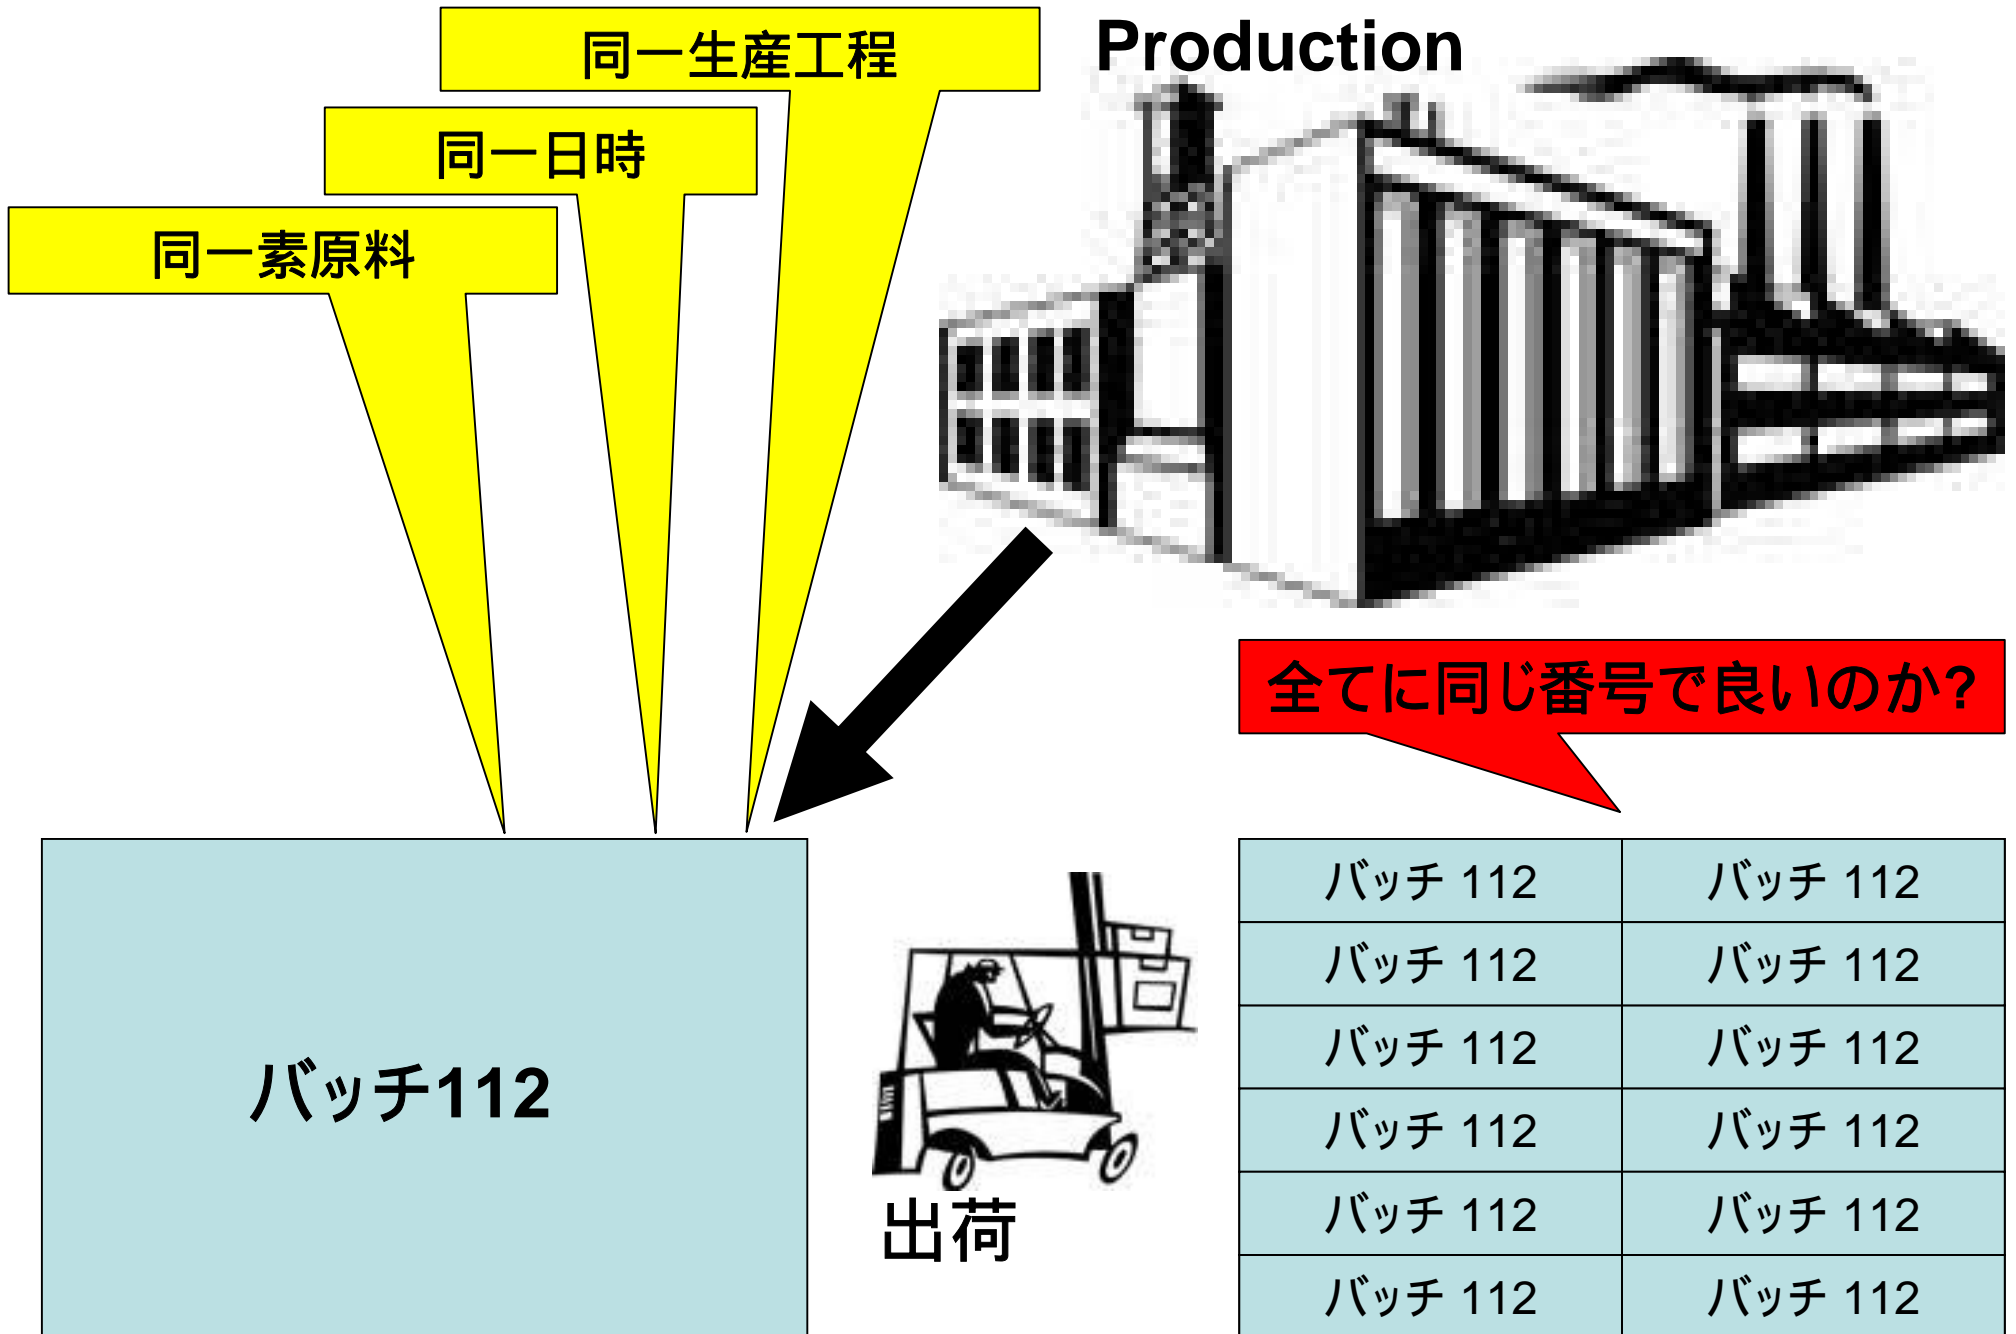 Production
同一生産工程
同一日時
同一素原料
全てに同じ番号で良いのか?
バッチ112
出荷
バッチ 112 バッチ 112
バッチ 112 バッチ 112
バッチ 112 バッチ 112
バッチ 112 バッチ 112
バッチ 112 バッチ 112
バッチ 112 バッチ 112